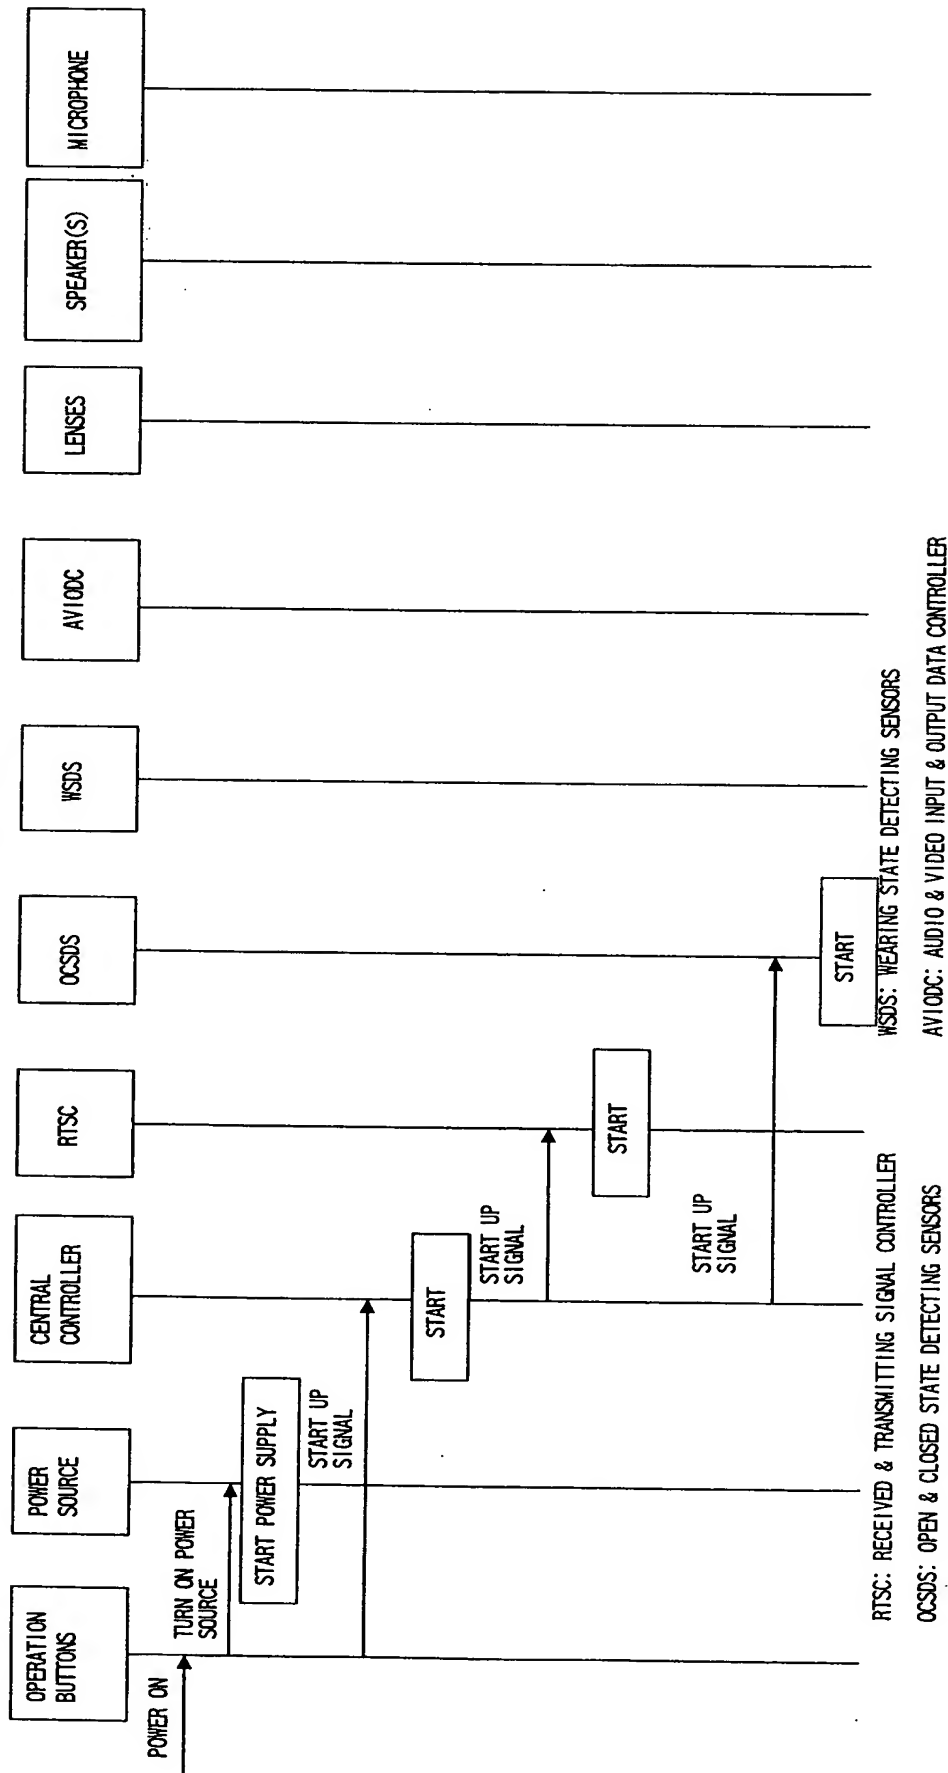 OPERATION
BUTTONS
POWER
SOURCE
CENTRAL
CONTROLLER
RTSC
OCSDS
WSDS
AVIODC
LENSES
SPEAKER(S)
MICROPHONE
POWER ON
TURN ON POWER
SOURCE
START POWER SUPPLY
START UP
SIGNAL
START
START UP
SIGNAL
START
START UP
SIGNAL
START
RTSC: RECEIVED & TRANSMITTING SIGNAL CONTROLLER
WSDS: WEARING STATE DETECTING SENSORS
OCSDS: OPEN & CLOSED STATE DETECTING SENSORS
AVIODC: AUDIO & VIDEO INPUT & OUTPUT DATA CONTROLLER